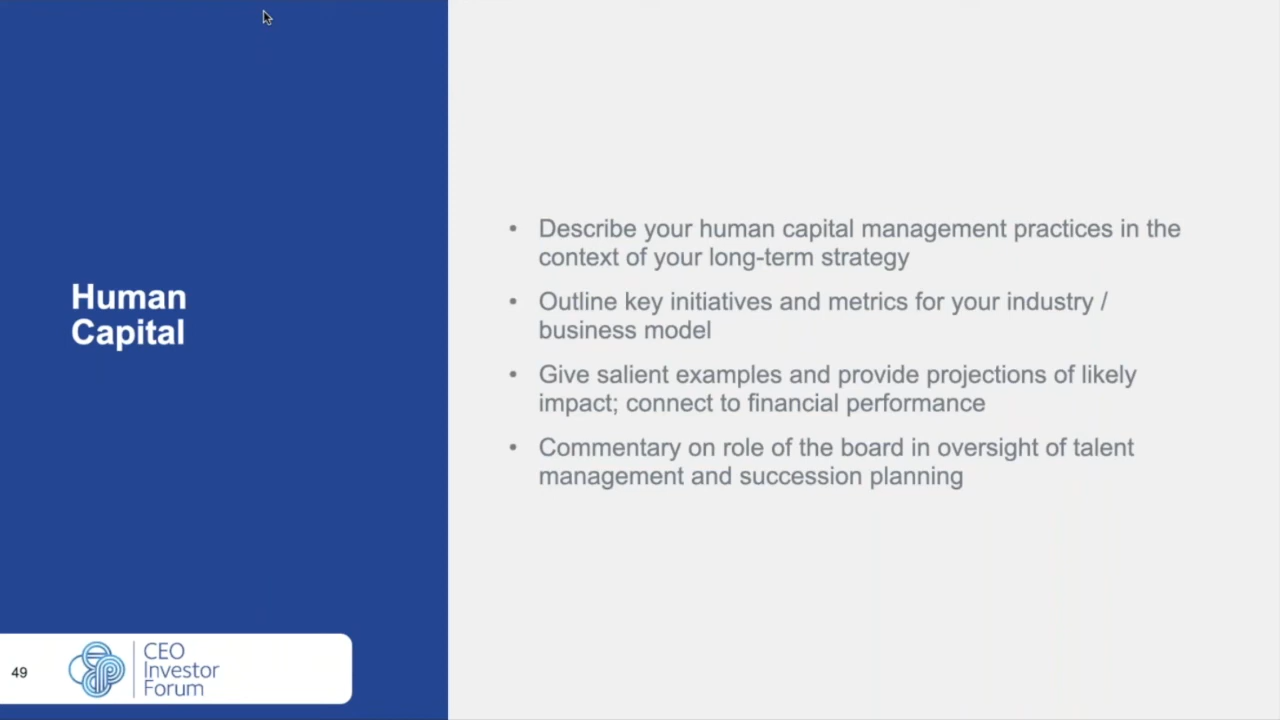 Human
Capital
• Describe your human capital management practices in the
context of your long-term strategy
• Outline key initiatives and metrics for your industry /
business model
• Give salient examples and provide projections of likely
impact; connect to financial performance
• Commentary on role of the board in oversight of talent
management and succession planning
49
CEO
Investor
Forum